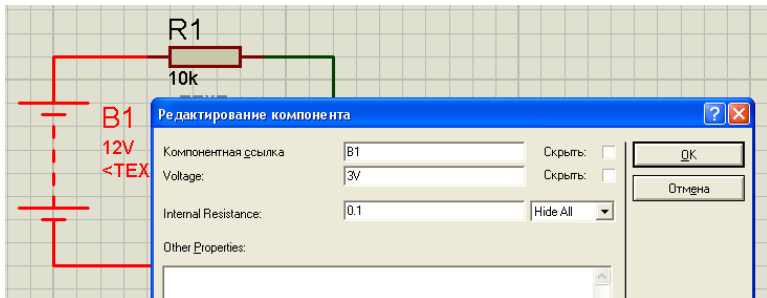 R1
10k
B1
12V
<TEX
Редактирование компонента
Компонентная ссылка B1 Скрыть:
Voltage: 3V Скрыть:
Internal Resistance: 0.1 Hide All
Other Properties:
OK
Отмена